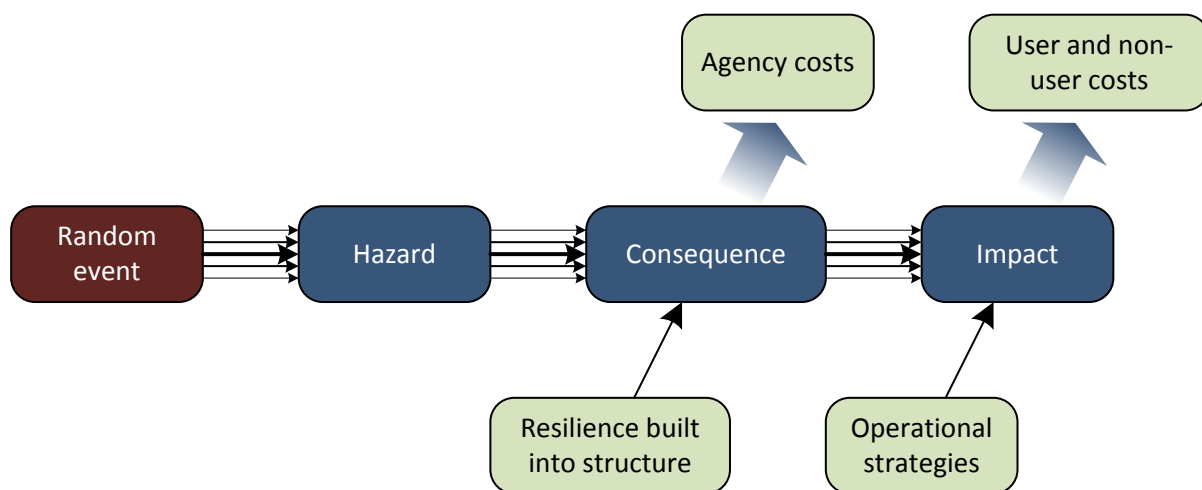 Agency costs
User and non-
user costs
Random
event
Hazard
Consequence
Impact
Resilience built
into structure
Operational
strategies